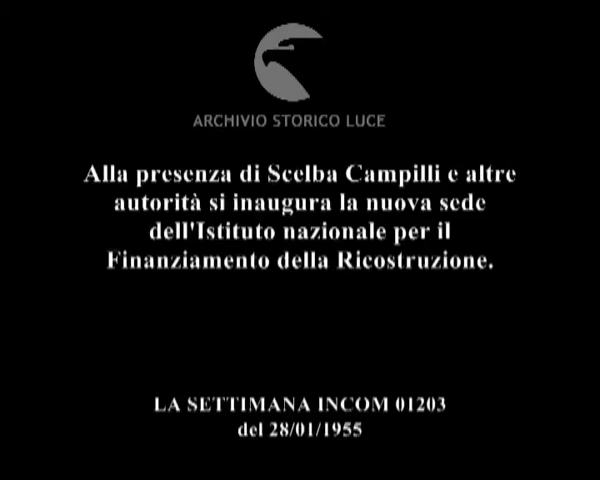 ARCHIVIO STORICO LUCE
Alla presenza di Scelba Campilli e altre
autorità si inaugura la nuova sede
dell'Istituto nazionale per il
Finanziamento della Ricostruzione.
LA SETTIMANA INCOM 01203
del 28/01/1955